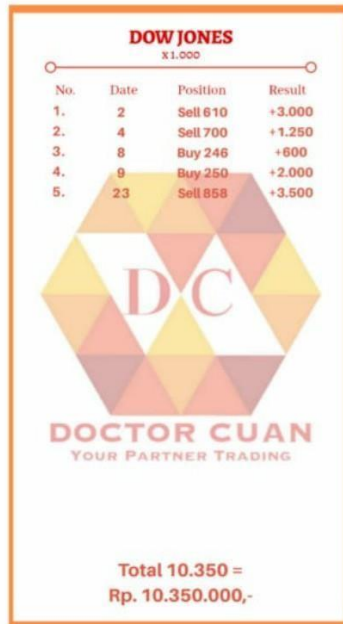 DOW JONES
X 1.000
No. Date Position Result
1. 2 Sell 610 +3.000
2. 4 Sell 700 +1.250
3. 8 Buy 246 +600
4. 9 Buy 250 +2.000
5. 23 Sell 858 +3.500
DC
DOCTOR CUAN
YOUR PARTNER TRADING
Total 10.350 =
Rp. 10.350.000,-